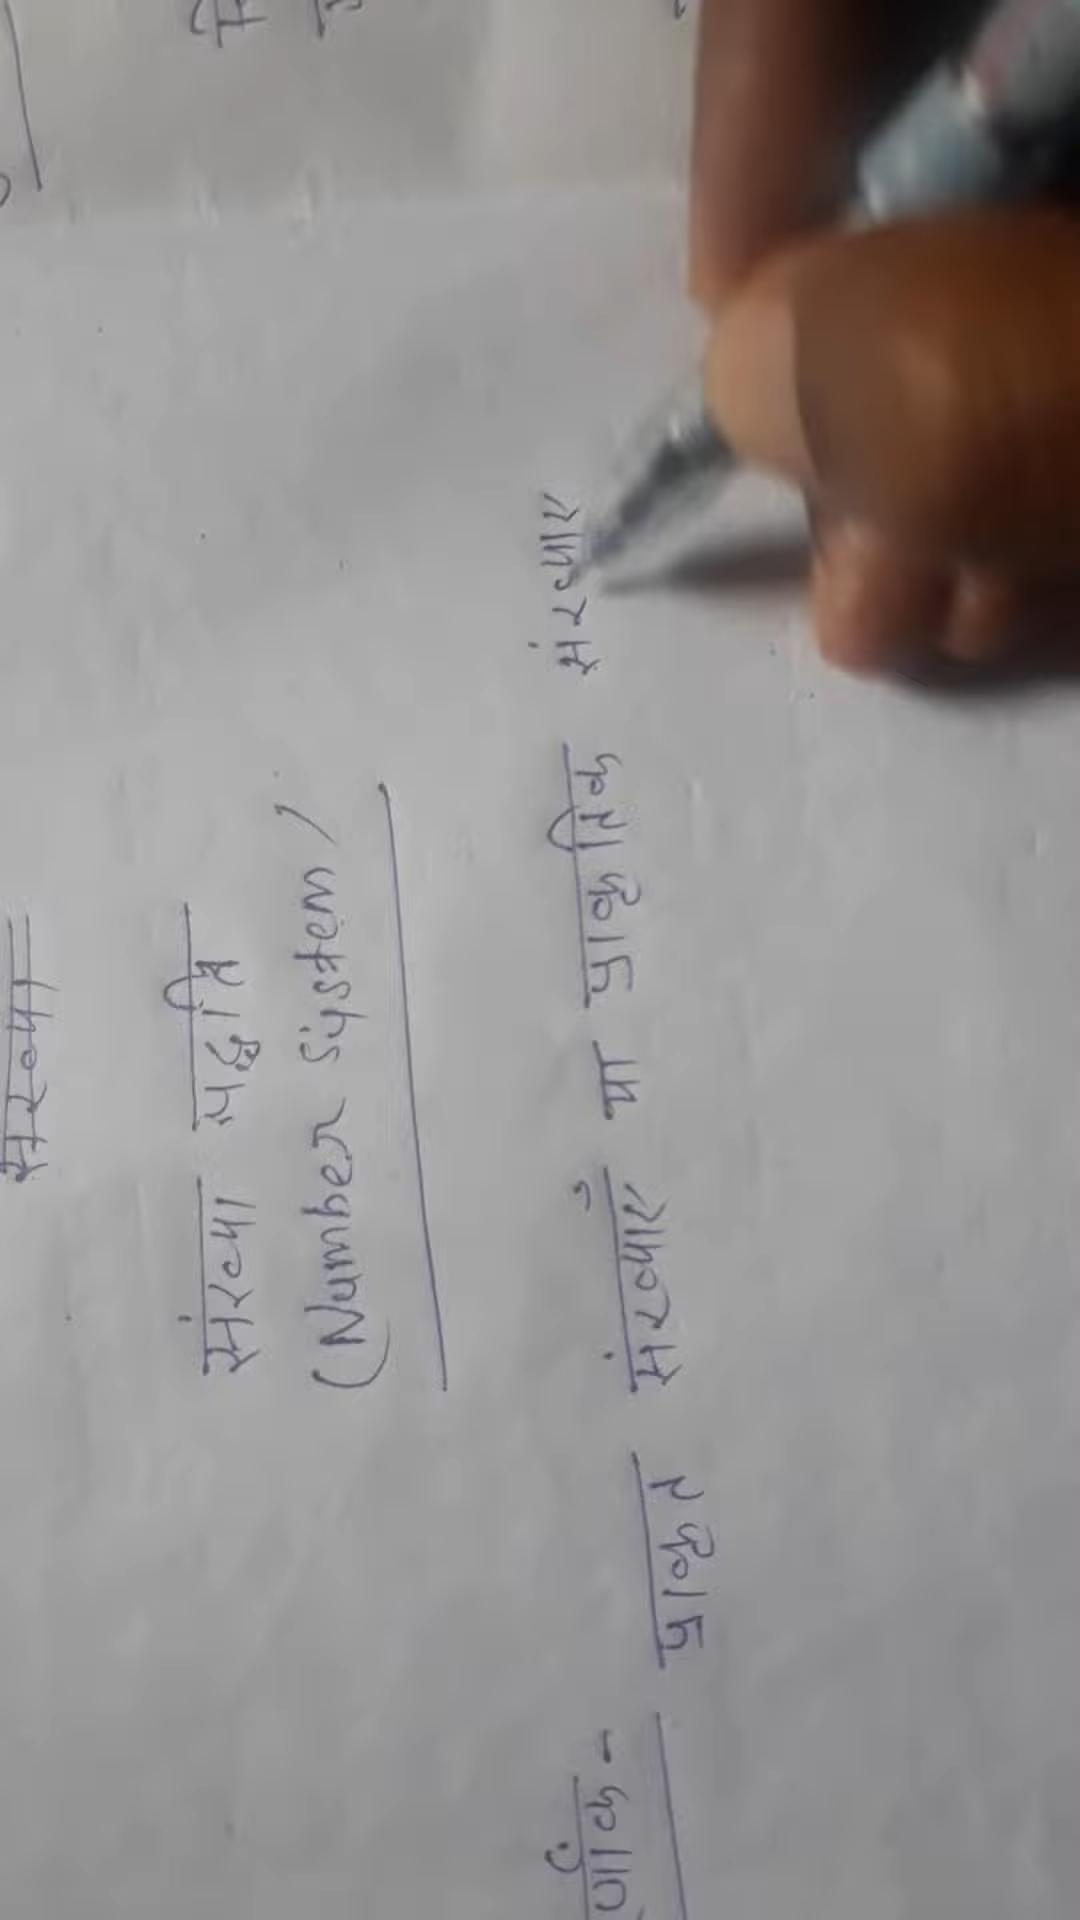 संख्या
संख्या पद्धति
(Number System)
पूर्णांक - प्राकृत संख्याएँ या प्राकृतिक संख्याए